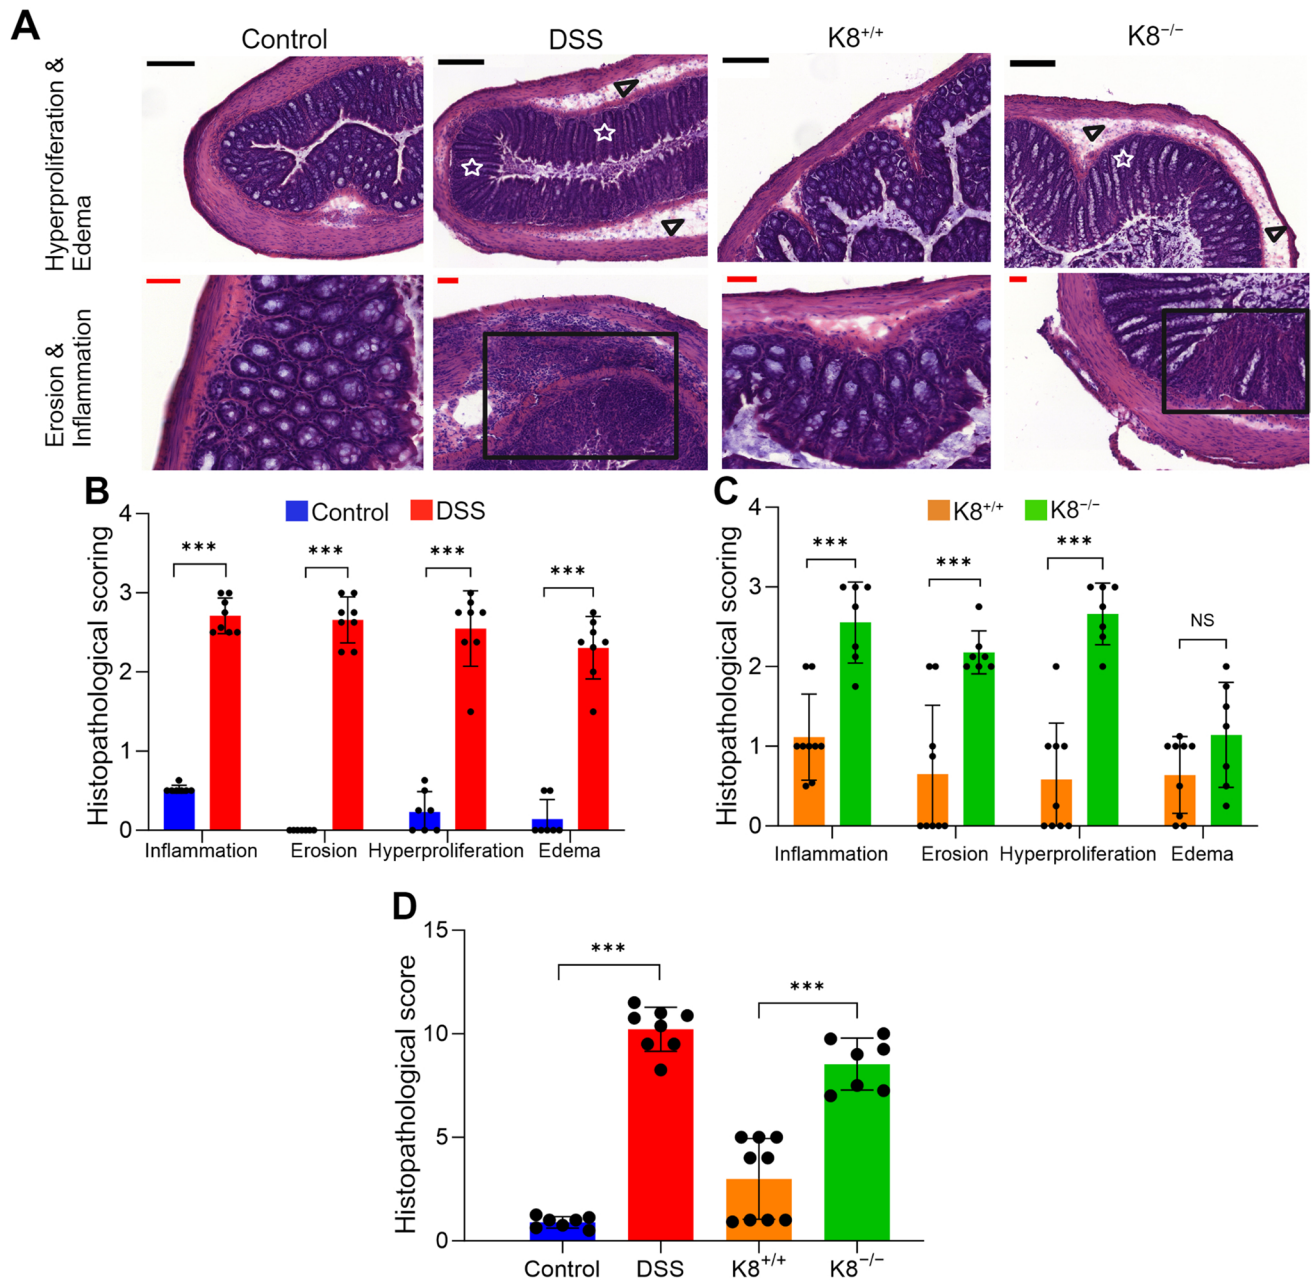 A
Control
DSS
K8+/+
K8−/−
Hyperproliferation &
Edema
Erosion &
Inflammation
B
Control
DSS
Histopathological scoring
4
3
2
1
0
***
***
***
***
Inflammation
Erosion
Hyperproliferation
Edema
C
K8+/+
K8−/−
Histopathological scoring
4
3
2
1
0
***
***
***
NS
Inflammation
Erosion
Hyperproliferation
Edema
D
Histopathological score
15
10
5
0
***
***
Control
DSS
K8+/+
K8−/−